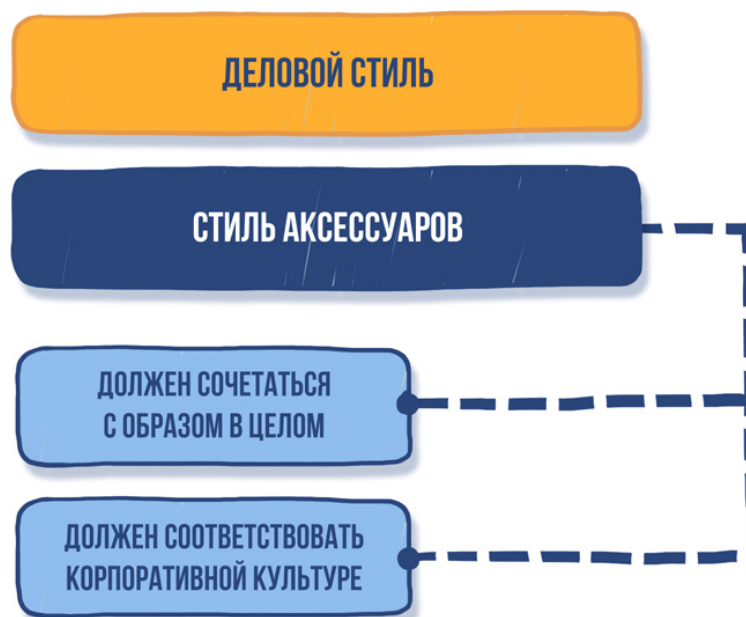 ДЕЛОВОЙ СТИЛЬ
СТИЛЬ АКСЕССУАРОВ
ДОЛЖЕН СОЧЕТАТЬСЯ
С ОБРАЗОМ В ЦЕЛОМ
ДОЛЖЕН СООТВЕТСТВОВАТЬ
КОРПОРАТИВНОЙ КУЛЬТУРЕ